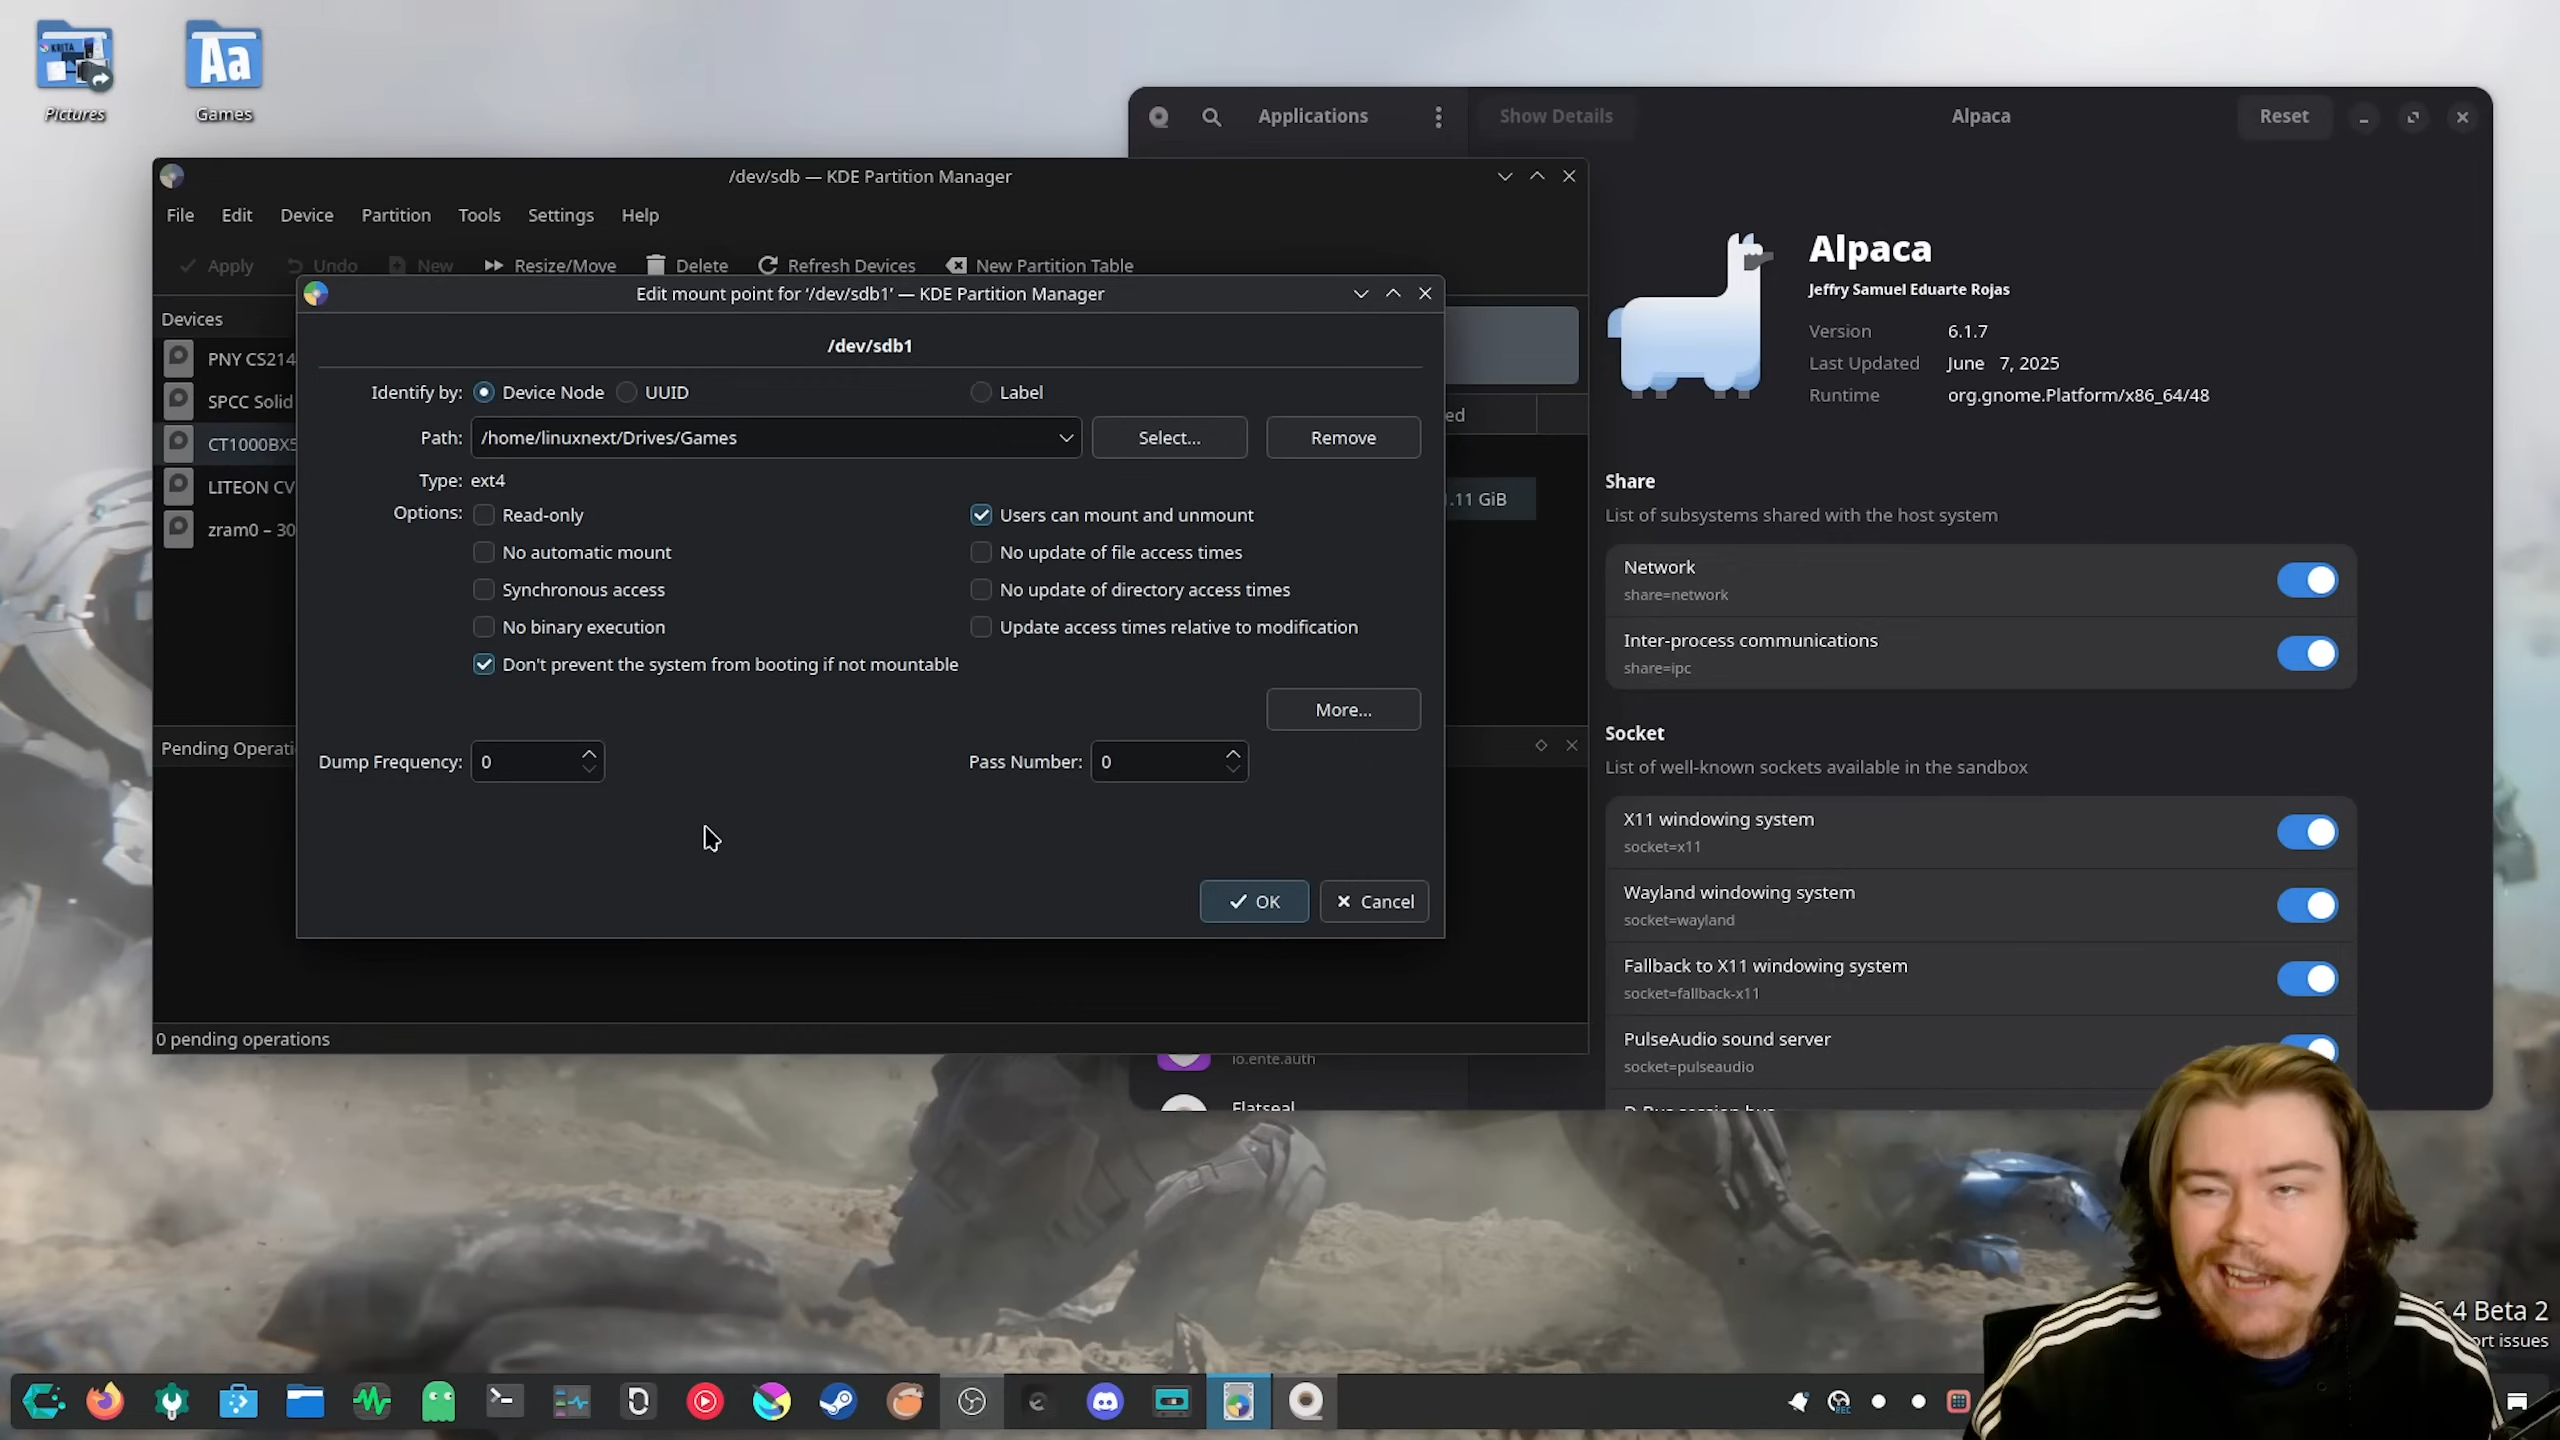 KRITA
Aa
Pictures
Games
Applications
Show Details
Alpaca
Reset
/dev/sdb — KDE Partition Manager
File Edit Device Partition Tools Settings Help
Apply Undo New Resize/Move Delete Refresh Devices New Partition Table
Edit mount point for '/dev/sdb1' — KDE Partition Manager
Devices
PNY CS214
SPCC Solid
CT1000BX5
LITEON CV
zram0 – 30
ed
.11 GiB
/dev/sdb1
Identify by: Device Node UUID Label
Path: /home/linuxnext/Drives/Games Select... Remove
Type: ext4
Options: Read-only Users can mount and unmount
No automatic mount No update of file access times
Synchronous access No update of directory access times
No binary execution Update access times relative to modification
Don't prevent the system from booting if not mountable
More...
Dump Frequency: 0 Pass Number: 0
OK Cancel
Pending Operati
0 pending operations
Alpaca
Jeffry Samuel Eduarte Rojas
Version 6.1.7
Last Updated June 7, 2025
Runtime org.gnome.Platform/x86_64/48
Share
List of subsystems shared with the host system
Network
share=network
Inter-process communications
share=ipc
Socket
List of well-known sockets available in the sandbox
X11 windowing system
socket=x11
Wayland windowing system
socket=wayland
Fallback to X11 windowing system
socket=fallback-x11
PulseAudio sound server
socket=pulseaudio
io.ente.auth
Flatseal
.4 Beta 2
ort issues
REC